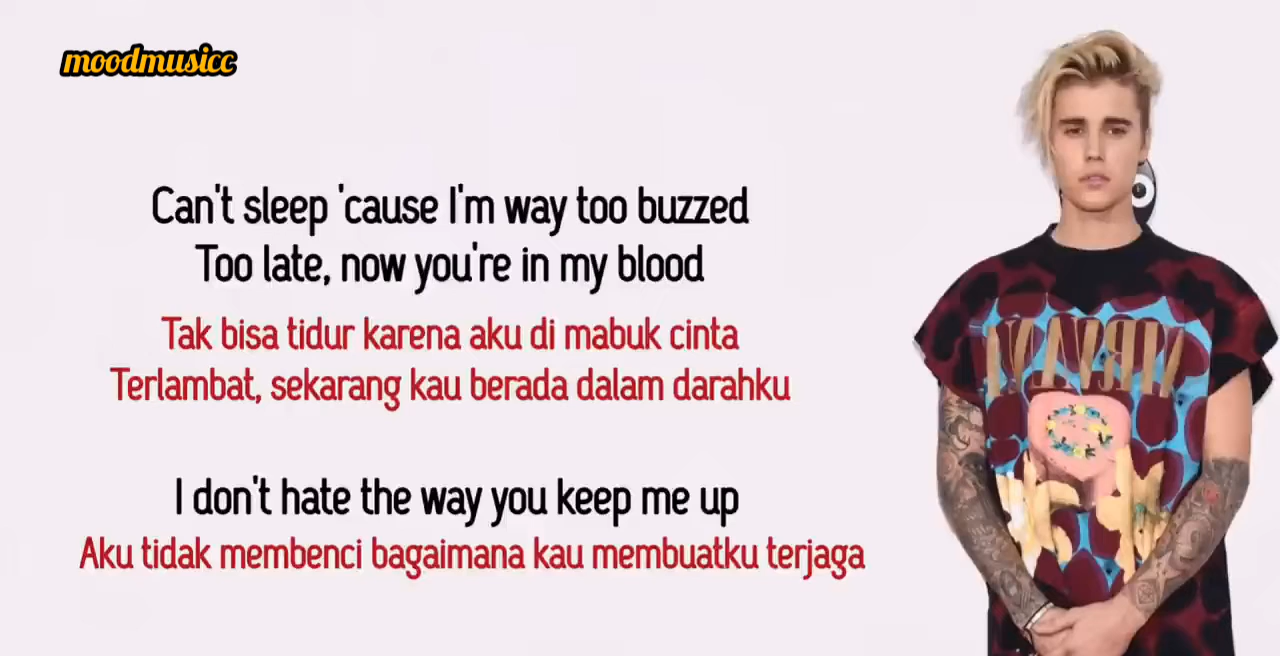 moodmusicc
Can't sleep 'cause I'm way too buzzed
Too late, now you're in my blood
Tak bisa tidur karena aku di mabuk cinta
Terlambat, sekarang kau berada dalam darahku
I don't hate the way you keep me up
Aku tidak membenci bagaimana kau membuatku terjaga